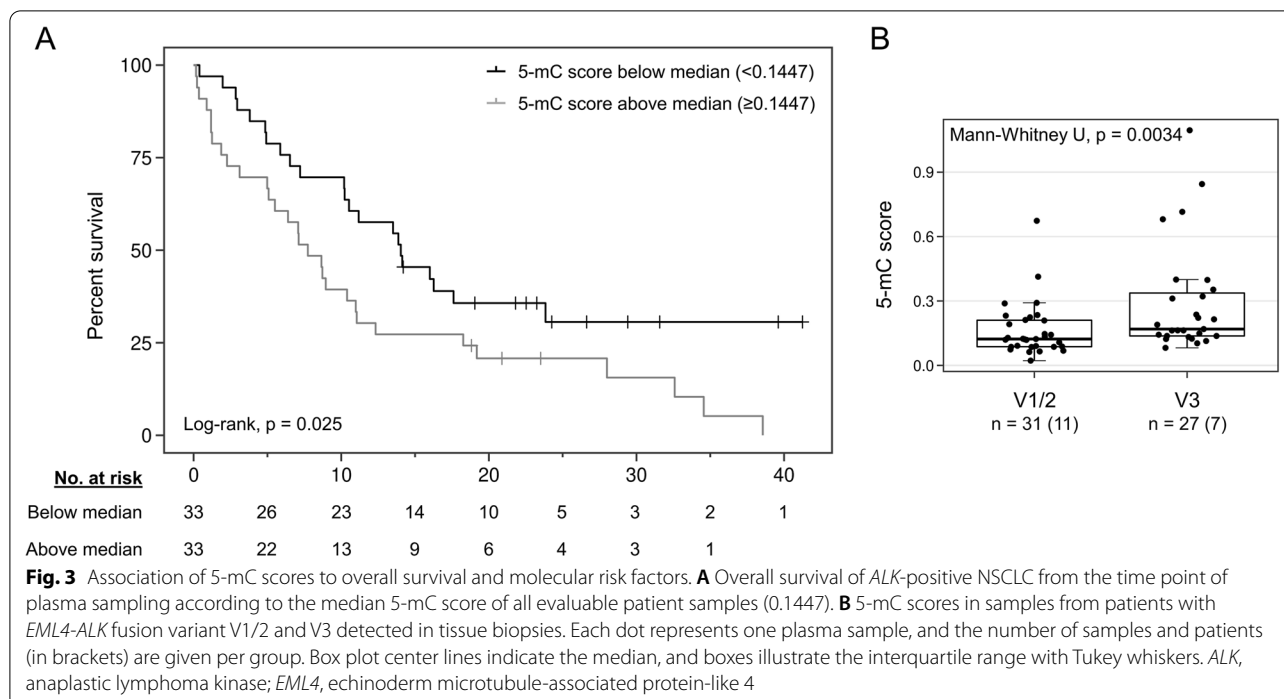 A
100
75
50
25
0
Percent survival
5-mC score below median (<0.1447)
5-mC score above median (≥0.1447)
Log-rank, p = 0.025
0 10 20 30 40
No. at risk
Below median 33 26 23 14 10 5 3 2 1
Above median 33 22 13 9 6 4 3 1
B
Mann-Whitney U, p = 0.0034
0.9
0.6
0.3
0.0
5-mC score
V1/2 V3
n = 31 (11) n = 27 (7)
Fig. 3 Association of 5-mC scores to overall survival and molecular risk factors. A Overall survival of ALK-positive NSCLC from the time point of
plasma sampling according to the median 5-mC score of all evaluable patient samples (0.1447). B 5-mC scores in samples from patients with
EML4-ALK fusion variant V1/2 and V3 detected in tissue biopsies. Each dot represents one plasma sample, and the number of samples and patients
(in brackets) are given per group. Box plot center lines indicate the median, and boxes illustrate the interquartile range with Tukey whiskers. ALK,
anaplastic lymphoma kinase; EML4, echinoderm microtubule-associated protein-like 4